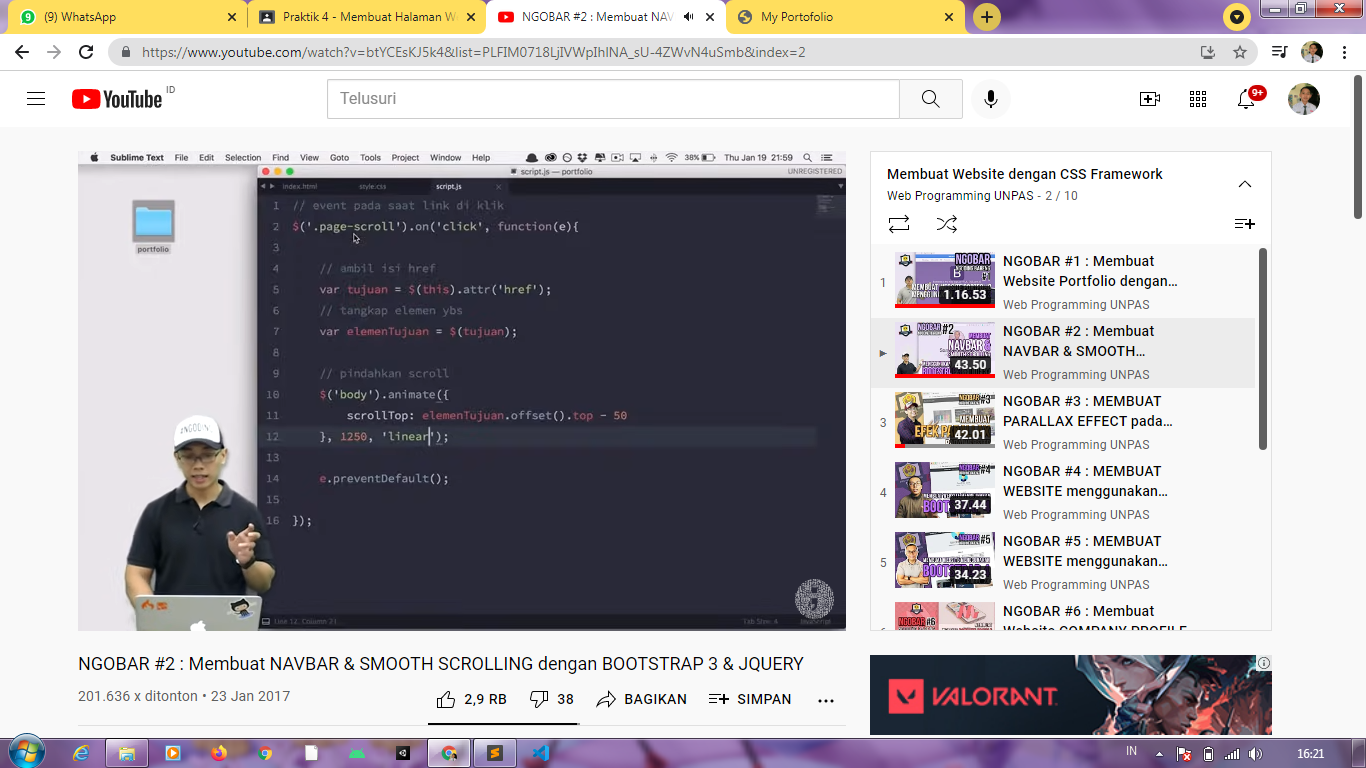 (9) WhatsApp
Praktik 4 - Membuat Halaman W
NGOBAR #2 : Membuat NAV
My Portofolio
https://www.youtube.com/watch?v=btYCEsKJ5k4&list=PLFIM0718LjIVWpIhlNA_sU-4ZWvN4uSmb&index=2
YouTube ID
Telusuri
9+
Sublime Text File Edit Selection Find View Goto Tools Project Window Help 38% Thu Jan 19 21:59
script.js — portfolio
UNREGISTERED
index.html style.css script.js
1 // event pada saat link di klik
2 $('.page-scroll').on('click', function(e){
3
4 // ambil isi href
5 var tujuan = $(this).attr('href');
6 // tangkap elemen ybs
7 var elemenTujuan = $(tujuan);
8
9 // pindahkan scroll
10 $('body').animate({
11 scrollTop: elemenTujuan.offset().top - 50
12 }, 1250, 'linear');
13
14 e.preventDefault();
15
16 });
portfolio
Line 12, Column 21
Tab Size: 4
JavaScript
NGOBAR #2 : Membuat NAVBAR & SMOOTH SCROLLING dengan BOOTSTRAP 3 & JQUERY
201.636 x ditonton • 23 Jan 2017
2,9 RB
38
BAGIKAN
SIMPAN
Membuat Website dengan CSS Framework
Web Programming UNPAS - 2 / 10
1
NGOBAR
1.16.53
NGOBAR #1 : Membuat
Website Portfolio dengan...
Web Programming UNPAS
NGOBAR #2
NAVBAR &
43.50
NGOBAR #2 : Membuat
NAVBAR & SMOOTH...
Web Programming UNPAS
3
#3
42.01
NGOBAR #3 : MEMBUAT
PARALLAX EFFECT pada...
Web Programming UNPAS
4
#4
37.44
NGOBAR #4 : MEMBUAT
WEBSITE menggunakan...
Web Programming UNPAS
5
#5
34.23
NGOBAR #5 : MEMBUAT
WEBSITE menggunakan...
Web Programming UNPAS
NGOBAR #6 : Membuat
Website COMPANY PROFILE
VALORANT
IN
16:21